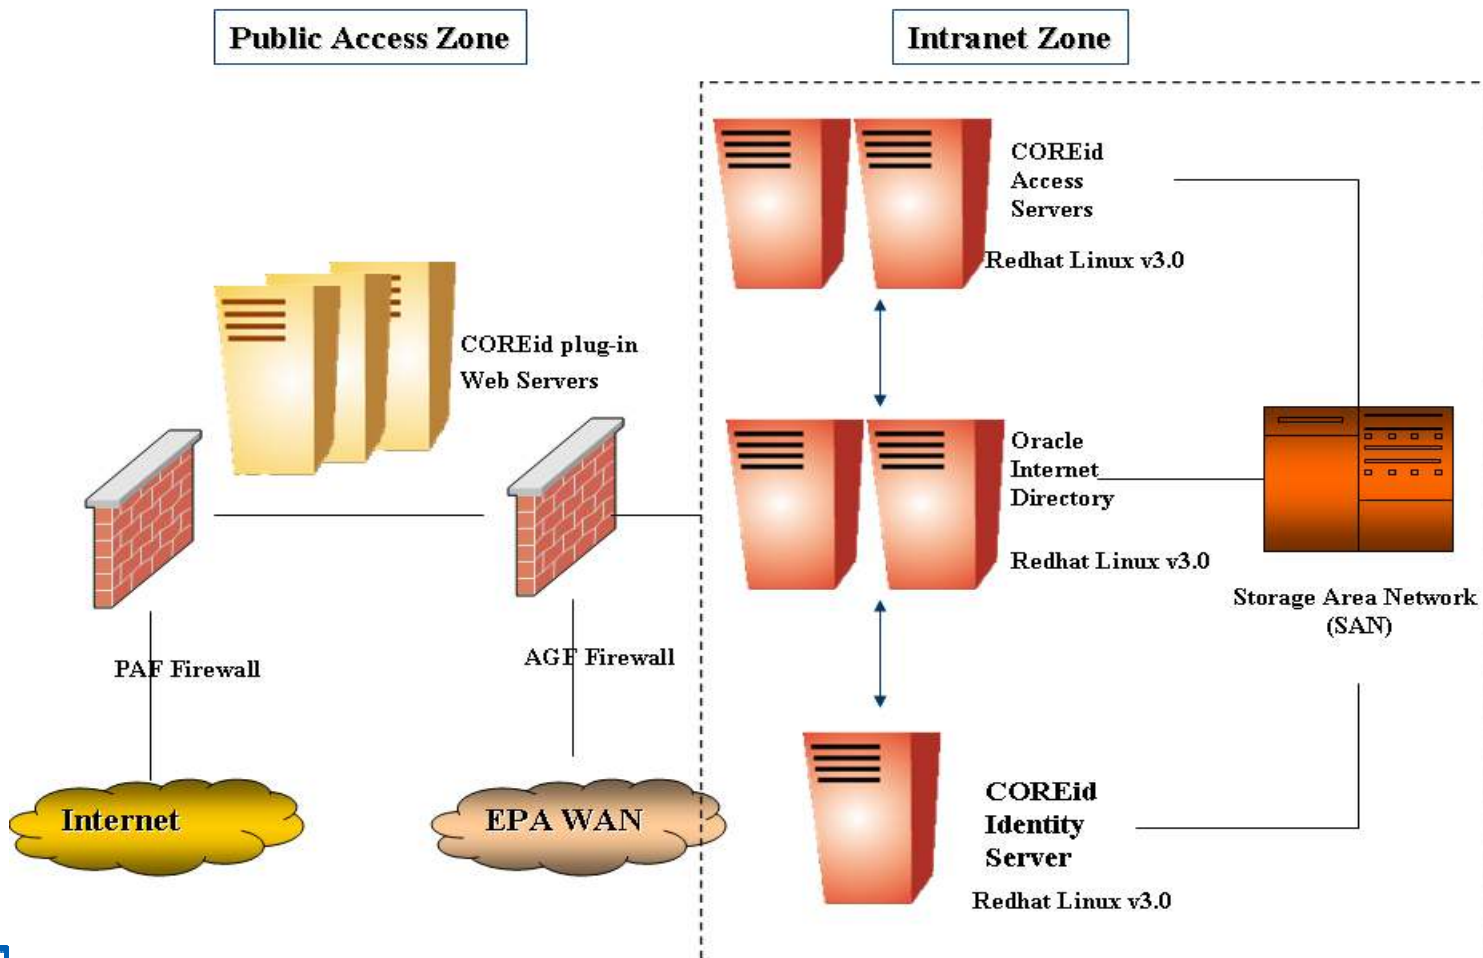 Public Access Zone
Intranet Zone
COREid
Access
Servers
Redhat Linux v3.0
COREid plug-in
Web Servers
Oracle
Internet
Directory
Redhat Linux v3.0
Storage Area Network
(SAN)
PAF Firewall
AGF Firewall
Internet
EPA WAN
COREid
Identity
Server
Redhat Linux v3.0